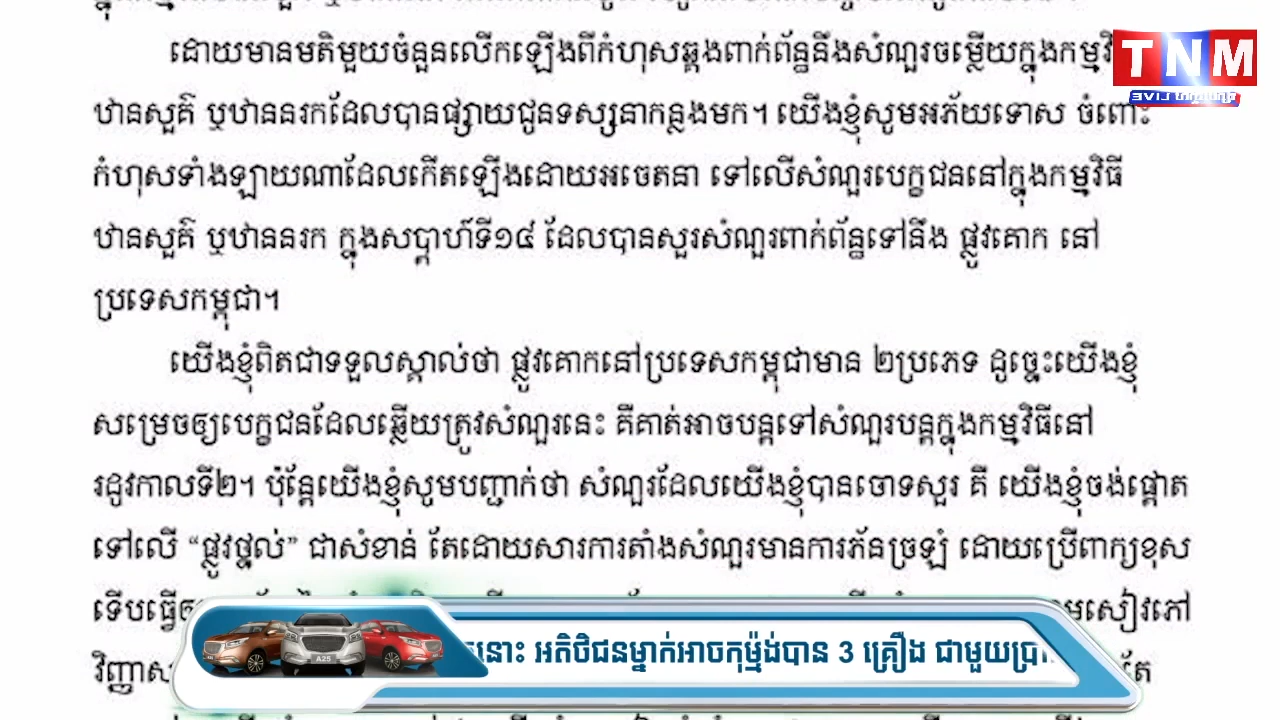 ដោយមានមតិមួយចំនួនលើកឡើងពីកំហុសឆ្គងពាក់ព័ន្ធនឹងសំណួរចម្លើយក្នុងកម្មវិ
TNM
ឋានសួគ៌ ឬឋាននរកដែលបានផ្សាយជូនទស្សនាកន្លងមក។ យើងខ្ញុំសូមអភ័យទោស ចំពោះ
កំហុសទាំងឡាយណាដែលកើតឡើងដោយអចេតនា ទៅលើសំណួរបេក្ខជននៅក្នុងកម្មវិធី
ឋានសួគ៌ ឬឋាននរក ក្នុងសប្តាហ៍ទី១៨ ដែលបានសួរសំណួរពាក់ព័ន្ធទៅនឹង ផ្លូវគោក នៅ
ប្រទេសកម្ពុជា។
យើងខ្ញុំពិតជាទទួលស្គាល់ថា ផ្លូវគោកនៅប្រទេសកម្ពុជាមាន ២ប្រភេទ ដូច្នេះយើងខ្ញុំ
សម្រេចឲ្យបេក្ខជនដែលឆ្លើយត្រូវសំណួរនេះ គឺគាត់អាចបន្តទៅសំណួរបន្តក្នុងកម្មវិធីនៅ
រដូវកាលទី២។ ប៉ុន្តែយើងខ្ញុំសូមបញ្ជាក់ថា សំណួរដែលយើងខ្ញុំបានចោទសួរ គឺ យើងខ្ញុំចង់ផ្តោត
ទៅលើ “ផ្លូវថ្នល់” ជាសំខាន់ តែដោយសារការតាំងសំណួរមានការភ័នច្រឡំ ដោយប្រើពាក្យខុស
ទើបធ្វើ សៀវភៅ
វិញ្ញាស តែ
A25
នោះ អតិថិជនម្នាក់អាចកុម្ម៉ង់បាន 3 គ្រឿង ជាមួយ